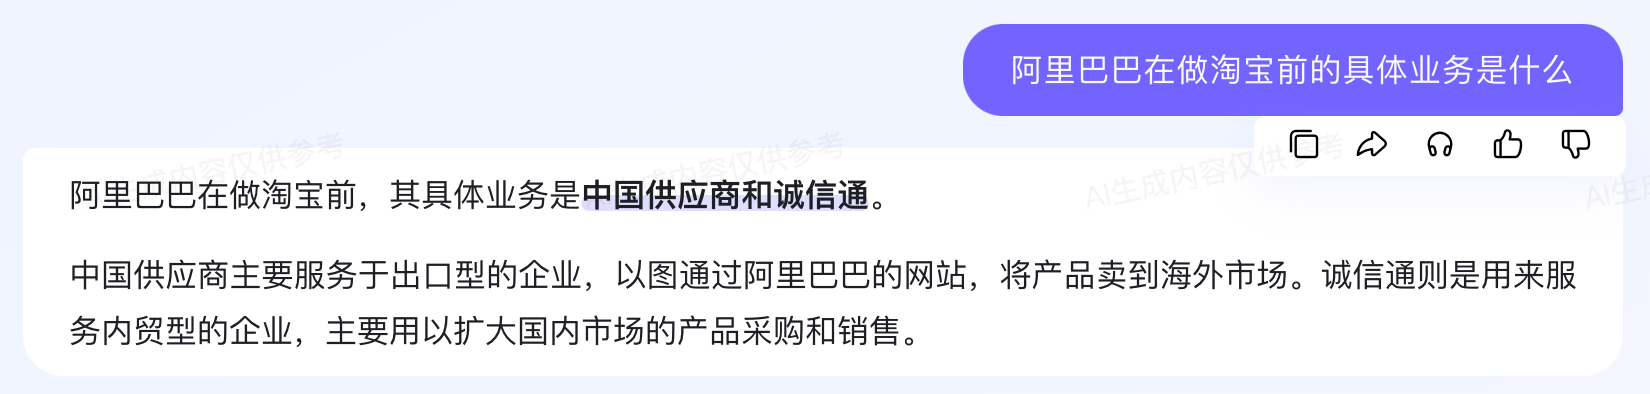 阿里巴巴在做淘宝前的具体业务是什么
阿里巴巴在做淘宝前，其具体业务是中国供应商和诚信通。
中国供应商主要服务于出口型的企业，以图通过阿里巴巴的网站，将产品卖到海外市场。诚信通则是用来服
务内贸型的企业，主要用以扩大国内市场的产品采购和销售。
AI生成内容仅供参考